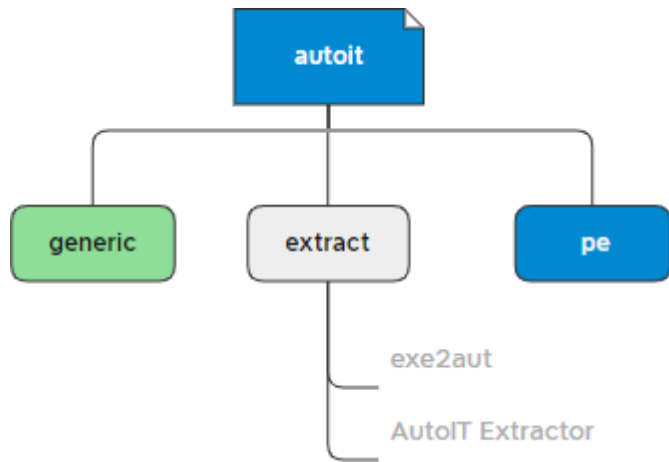 autoit
generic
extract
pe
exe2aut
AutoIT Extractor